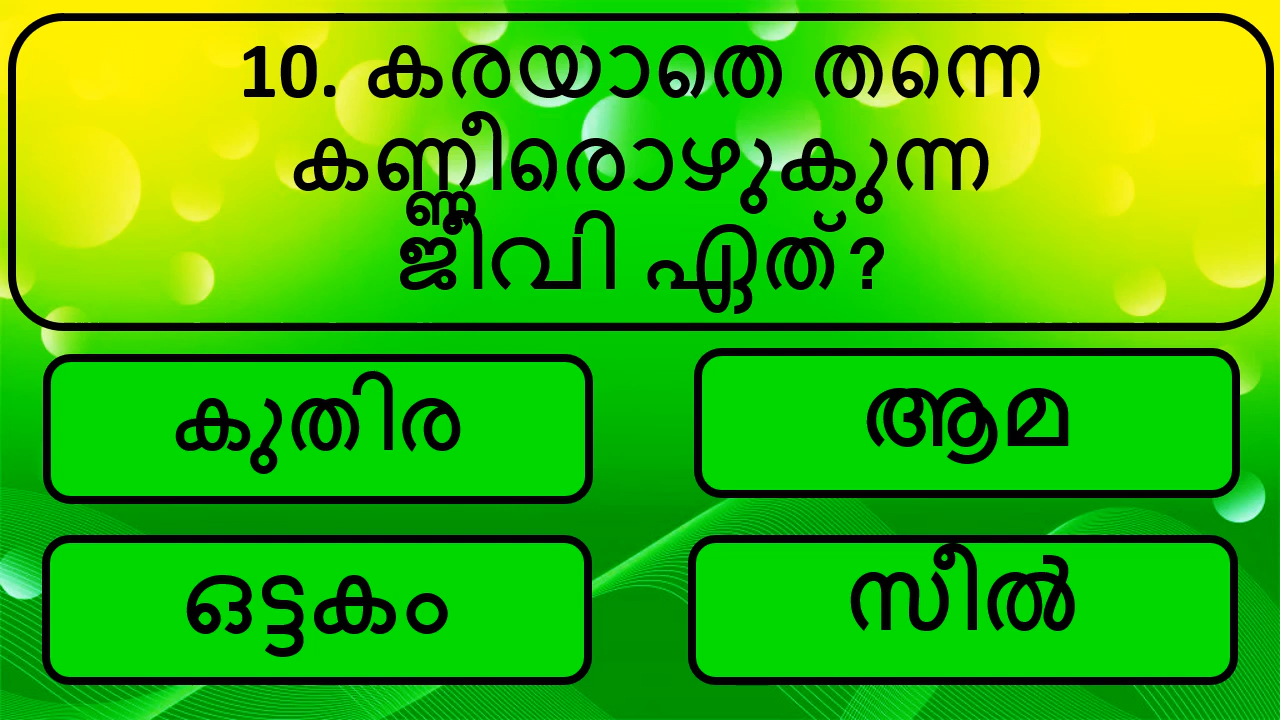 10. കരയാതെ തന്നെ
കണ്ണീരൊഴുകുന്ന
ജീവി ഏത്?
കുതിര
ആമ
ഒട്ടകം
സീൽ